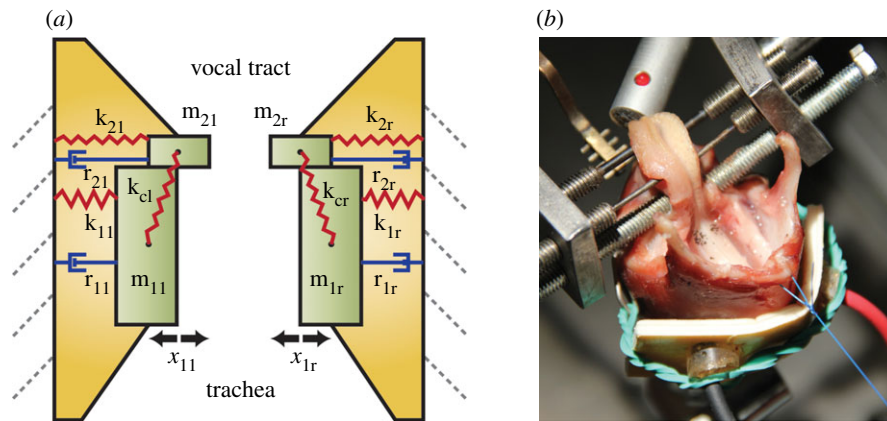 (a)
(b)
vocal tract
m21
m2r
k21
k2r
r21
r2r
kcl
kcr
k11
k1r
m11
m1r
r11
r1r
x11
x1r
trachea